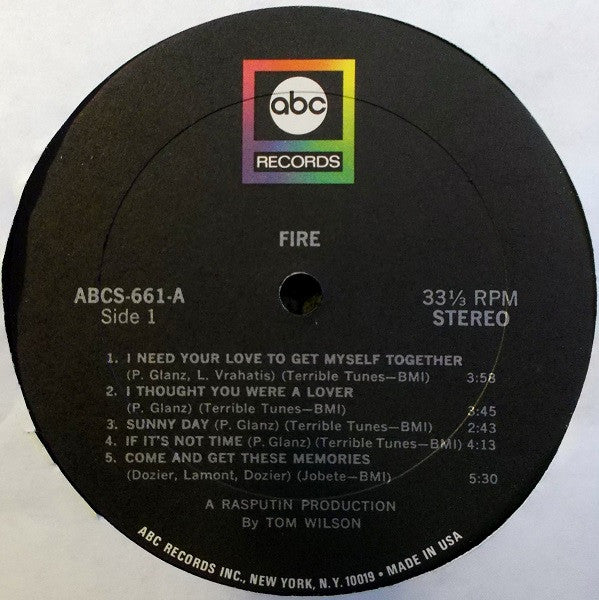 abc
RECORDS
FIRE
ABCS-661-A
Side 1
33⅓ RPM
STEREO
1. I NEED YOUR LOVE TO GET MYSELF TOGETHER
(P. Glanz, L. Vrahatis) (Terrible Tunes—BMI) 3:58
2. I THOUGHT YOU WERE A LOVER
(P. Glanz) (Terrible Tunes—BMI) 3:45
3. SUNNY DAY (P. Glanz) (Terrible Tunes—BMI) 2:43
4. IF IT'S NOT TIME (P. Glanz) (Terrible Tunes—BMI) 4:13
5. COME AND GET THESE MEMORIES
(Dozier, Lamont, Dozier) (Jobete—BMI) 5:30
A RASPUTIN PRODUCTION
By TOM WILSON
ABC RECORDS INC., NEW YORK, N.Y. 10019 • MADE IN USA